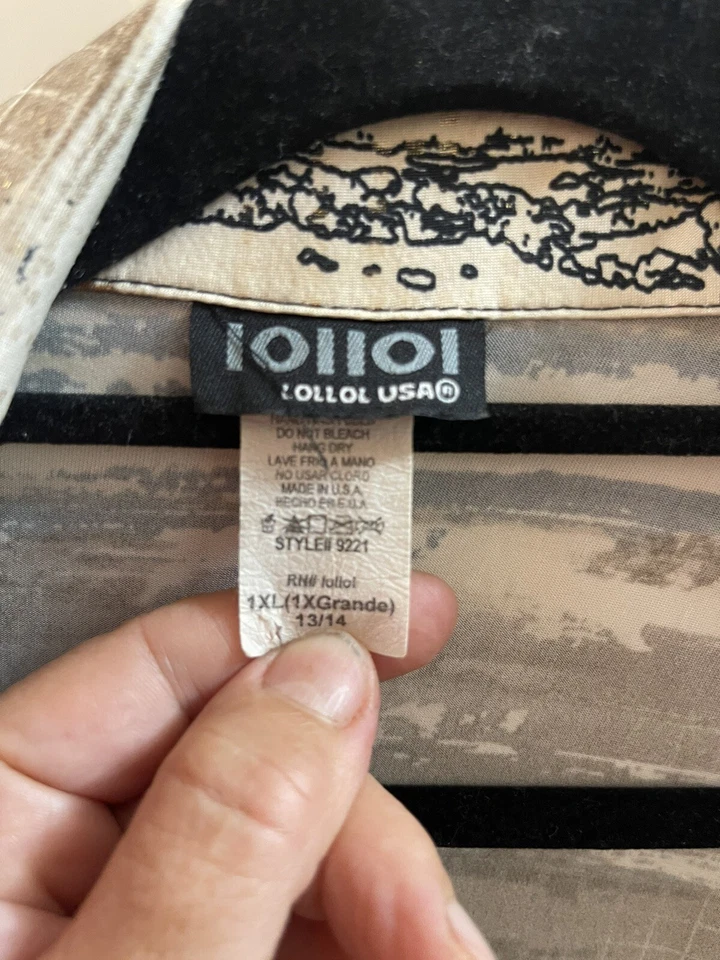 lollol
LOLLOL USA®
DO NOT BLEACH
HANG DRY
LAVE FRIO A MANO
NO USAR CLORO
MADE IN U.S.A.
HECHO EN E.U.A
STYLE# 9221
RN# lollol
1XL(1XGrande)
13/14